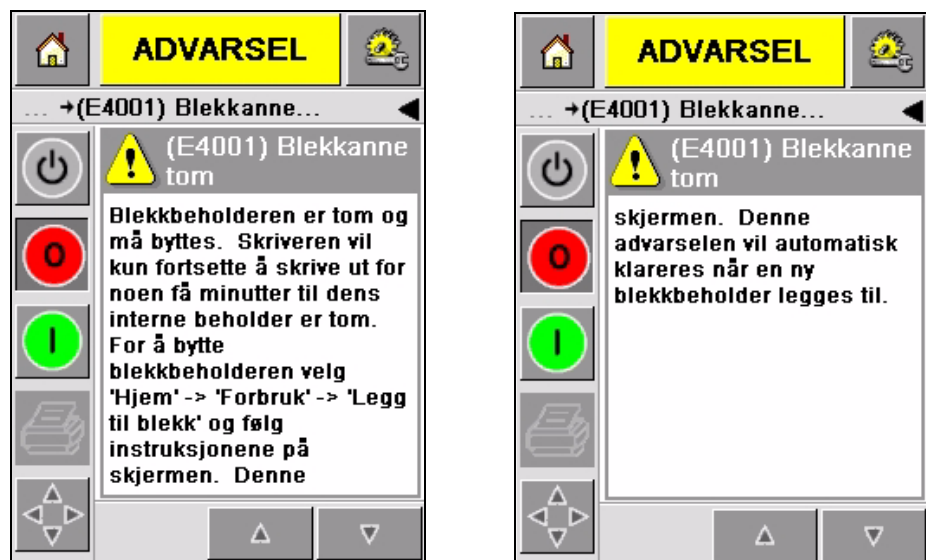 ADVARSEL
... →(E4001) Blekkanne...
(E4001) Blekkanne
tom
Blekkbeholderen er tom og
må byttes. Skriveren vil
kun fortsette å skrive ut for
noen få minutter til dens
interne beholder er tom.
For å bytte
blekkbeholderen velg
'Hjem' -> 'Forbruk' -> 'Legg
til blekk' og følg
instruksjonene på
skjermen. Denne
ADVARSEL
... →(E4001) Blekkanne...
(E4001) Blekkanne
tom
skjermen. Denne
advarselen vil automatisk
klareres når en ny
blekkbeholder legges til.